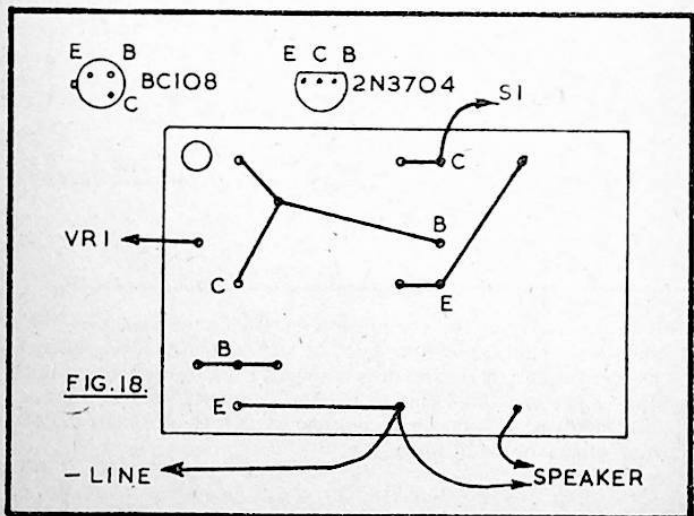 E B
C
BC108
E C B
2N3704
S1
C
VR1
B
C
E
B
FIG.18.
E
– LINE
SPEAKER